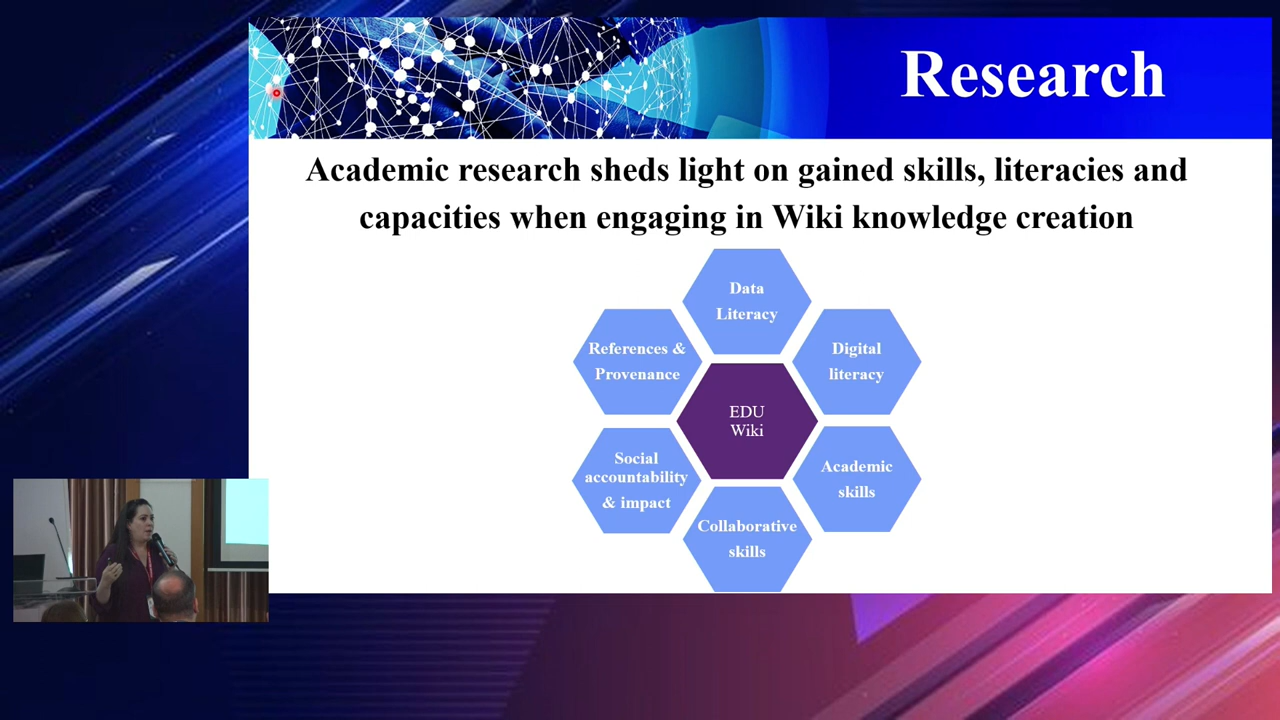 Research
Academic research sheds light on gained skills, literacies and
capacities when engaging in Wiki knowledge creation
Data
Literacy
References &
Provenance
Digital
literacy
EDU
Wiki
Social
accountability
& impact
Academic
skills
Collaborative
skills